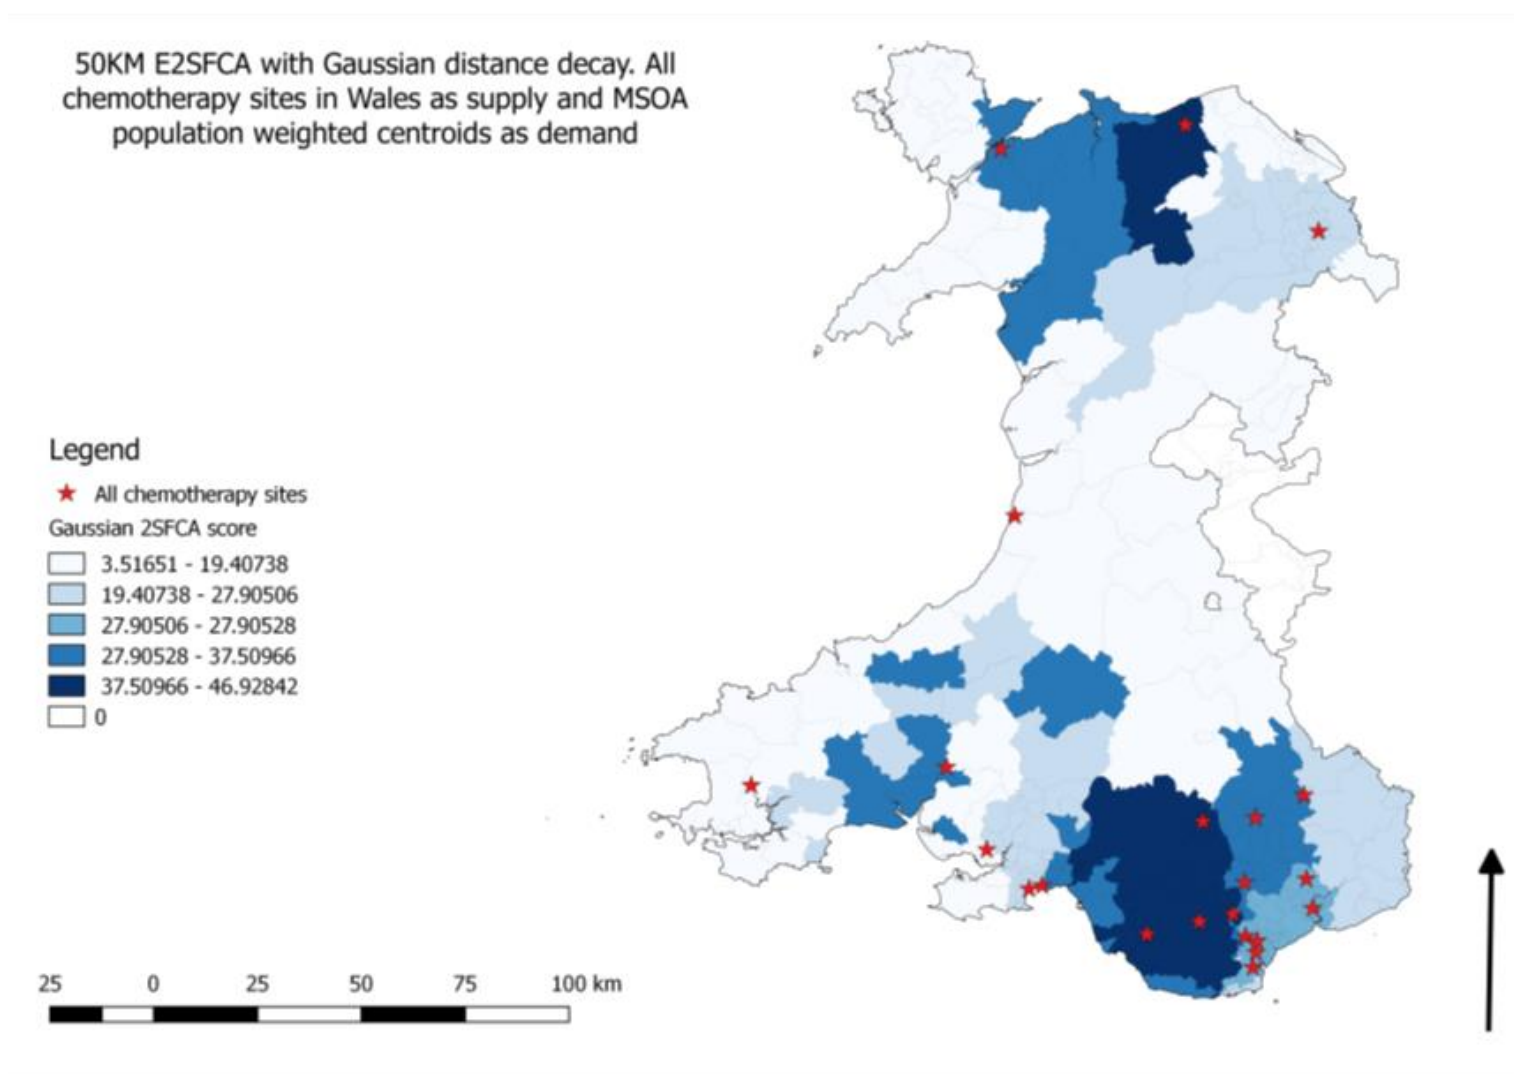 50KM E2SFCA with Gaussian distance decay. All
chemotherapy sites in Wales as supply and MSOA
population weighted centroids as demand
Legend
All chemotherapy sites
Gaussian 2SFCA score
3.51651 - 19.40738
19.40738 - 27.90506
27.90506 - 27.90528
27.90528 - 37.50966
37.50966 - 46.92842
0
25 0 25 50 75 100 km